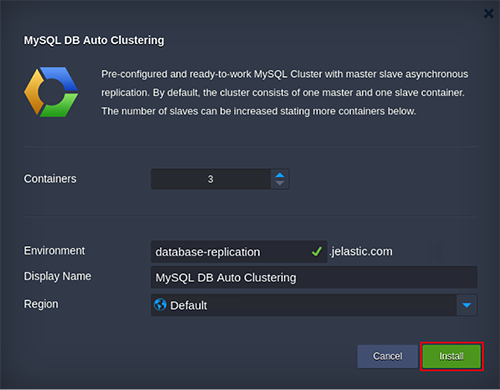 MySQL DB Auto Clustering
Pre-configured and ready-to-work MySQL Cluster with master slave asynchronous
replication. By default, the cluster consists of one master and one slave container.
The number of slaves can be increased stating more containers below.
Containers 3
Environment database-replication .jelastic.com
Display Name MySQL DB Auto Clustering
Region Default
Cancel Install